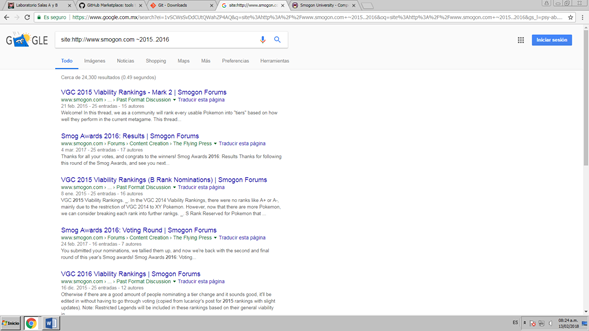 Laboratorio Salas A y B
GitHub Marketplace: tools
Git - Downloads
site:http://www.smogon.c
Smogon University - Comp
Es seguro
https://www.google.com.mx/search?
GO GLE
site:http://www.smogon.com ~2015..2016
Iniciar sesión
Todo Imágenes Noticias Shopping Maps Más Preferencias Herramientas
Cerca de 24,300 resultados (0.49 segundos)
VGC 2015 Viability Rankings - Mark 2 | Smogon Forums
www.smogon.com › ... › Past Format Discussion ▼ Traducir esta página
21 feb. 2015 - 25 entradas - 15 autores
Welcome! In this thread, we as a community will rank every usable Pokemon into "tiers" based on how
well they perform in the current metagame. This thread...
Smog Awards 2016: Results | Smogon Forums
www.smogon.com › Forums › Content Creation › The Flying Press ▼ Traducir esta página
4 mar. 2017 - 25 entradas - 17 autores
Thanks for all your votes, and congrats to the winners! Smog Awards 2016: Results Thanks for following
this round of the Smog Awards, and see you next...
VGC 2015 Viability Rankings (B Rank Nominations) | Smogon Forums
www.smogon.com › ... › Past Format Discussion ▼ Traducir esta página
9 ene. 2015 - 25 entradas - 16 autores
VGC 2015 Viability Rankings. _ In the 2014 Viability Rankings, there were no ranks like A+ or A-,
mainly due to the restriction of VGC 2014 to XY Pokemon. However, now that there are more Pokemon,
we can consider breaking each rank into further rankgs. _ S Rank Reserved for Pokemon that...
Smog Awards 2016: Voting Round | Smogon Forums
www.smogon.com › Forums › Content Creation › The Flying Press ▼ Traducir esta página
24 feb. 2017 - 16 entradas - 7 autores
You submitted your nominations, we tallied them up, and now we're back with the second and final
round of this year's Smog awards! Smog Awards 2016: Voting...
VGC 2016 Viability Rankings | Smogon Forums
www.smogon.com › ... › Past Format Discussion ▼ Traducir esta página
16 dic. 2015 - 25 entradas - 12 autores
Otherwise if there are a good amount of people nominating a tier change and it sounds good, it'll be
edited in without having to go through voting (copied from lucariojr's post for 2015 rankings with slight
updates). Note: Restricted Legends will be included in these rankings based on their general viability
Inicio
ES
09:24 a.m.
15/02/2018